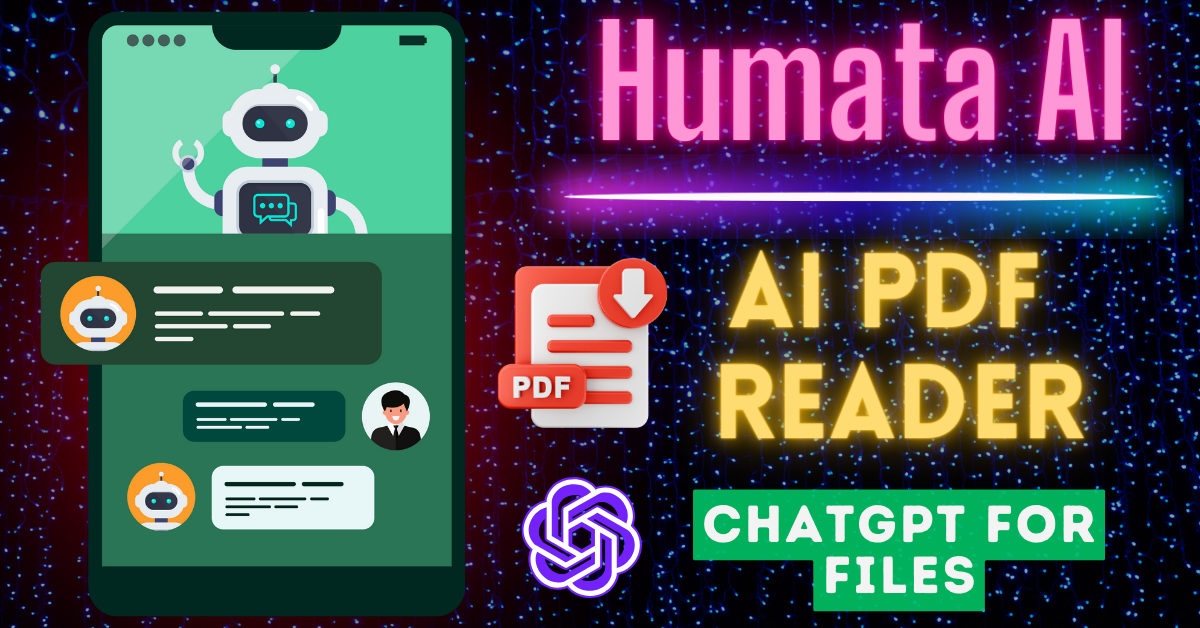 Humata AI
AI PDF
READER
PDF
CHATGPT FOR
FILES